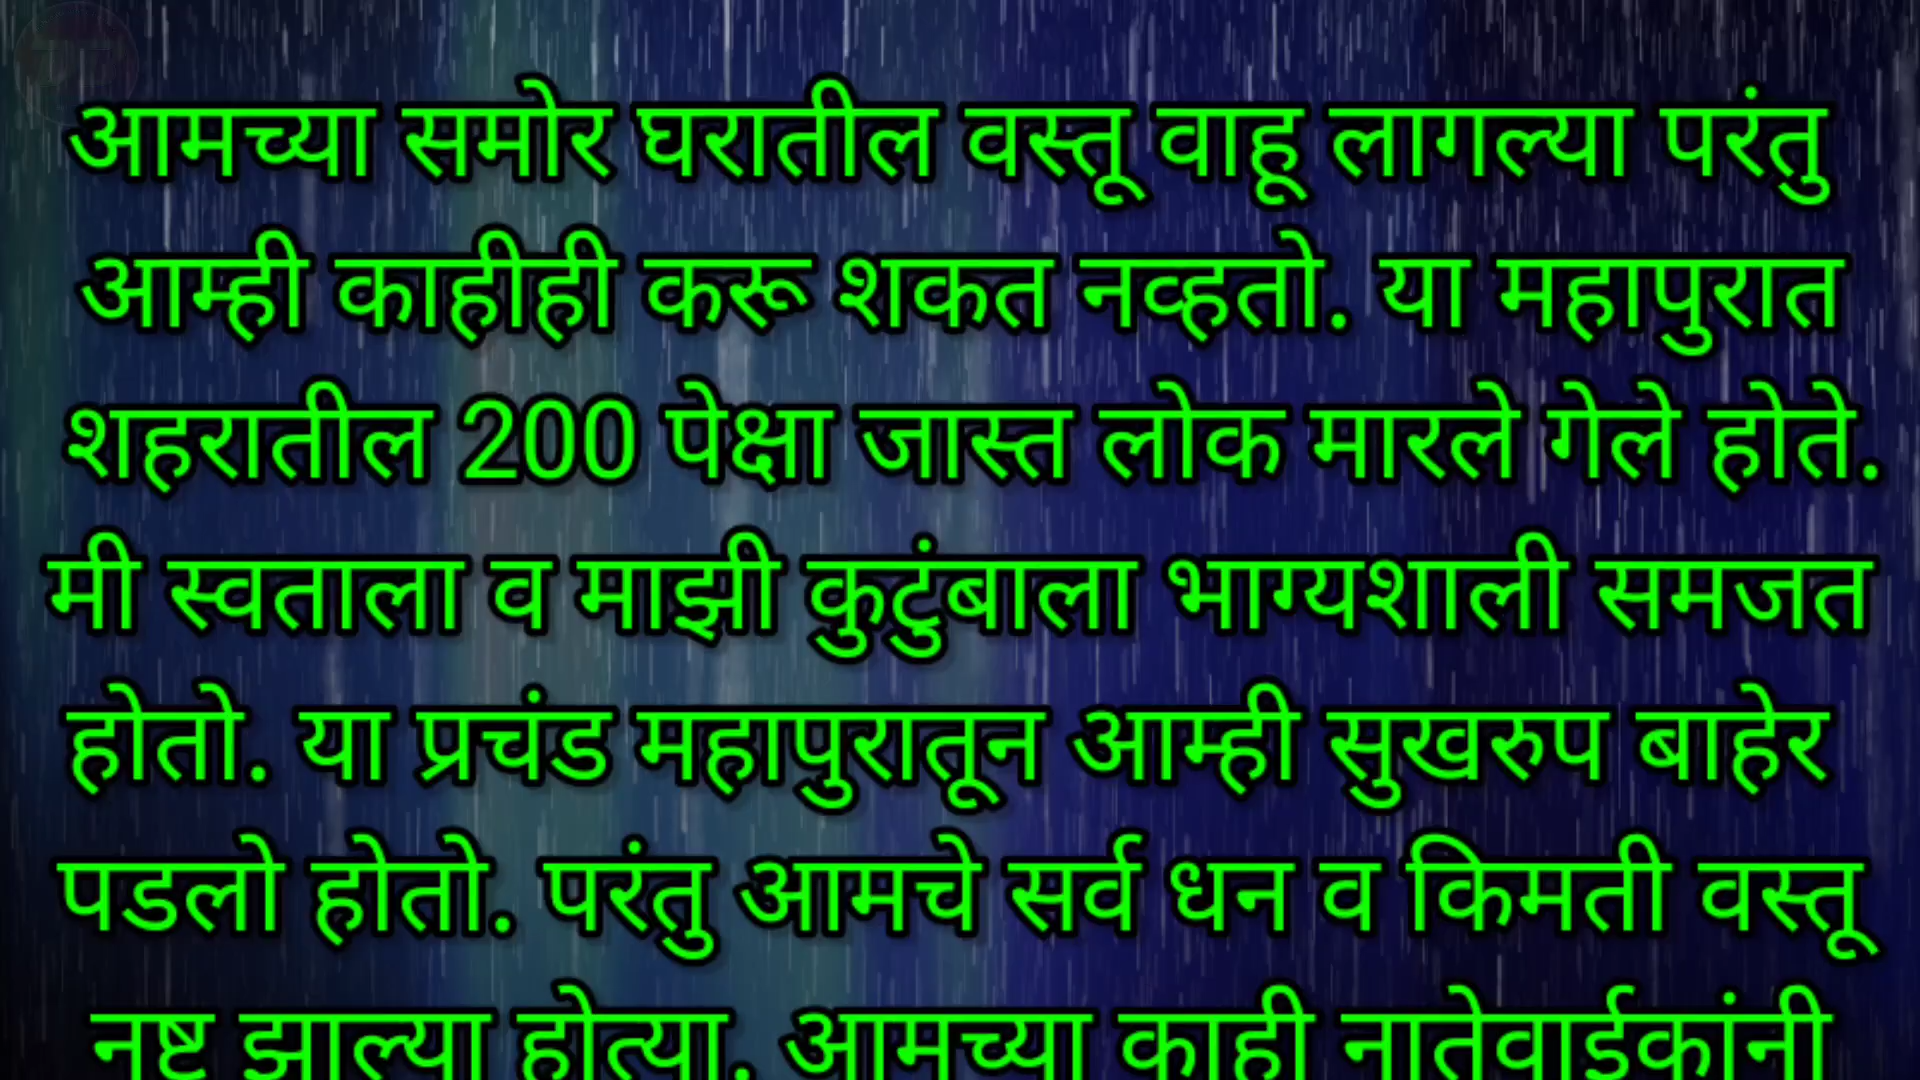 आमच्या समोर घरातील वस्तू वाहू लागल्या परंतु
आम्ही काहीही करू शकत नव्हतो. या महापुरात
शहरातील 200 पेक्षा जास्त लोक मारले गेले होते.
मी स्वताला व माझी कुटुंबाला भाग्यशाली समजत
होतो. या प्रचंड महापुरातून आम्ही सुखरुप बाहेर
पडलो होतो. परंतु आमचे सर्व धन व किमती वस्तू
नष्ट झाल्या होत्या. आमच्या काही नातेवाईकांनी